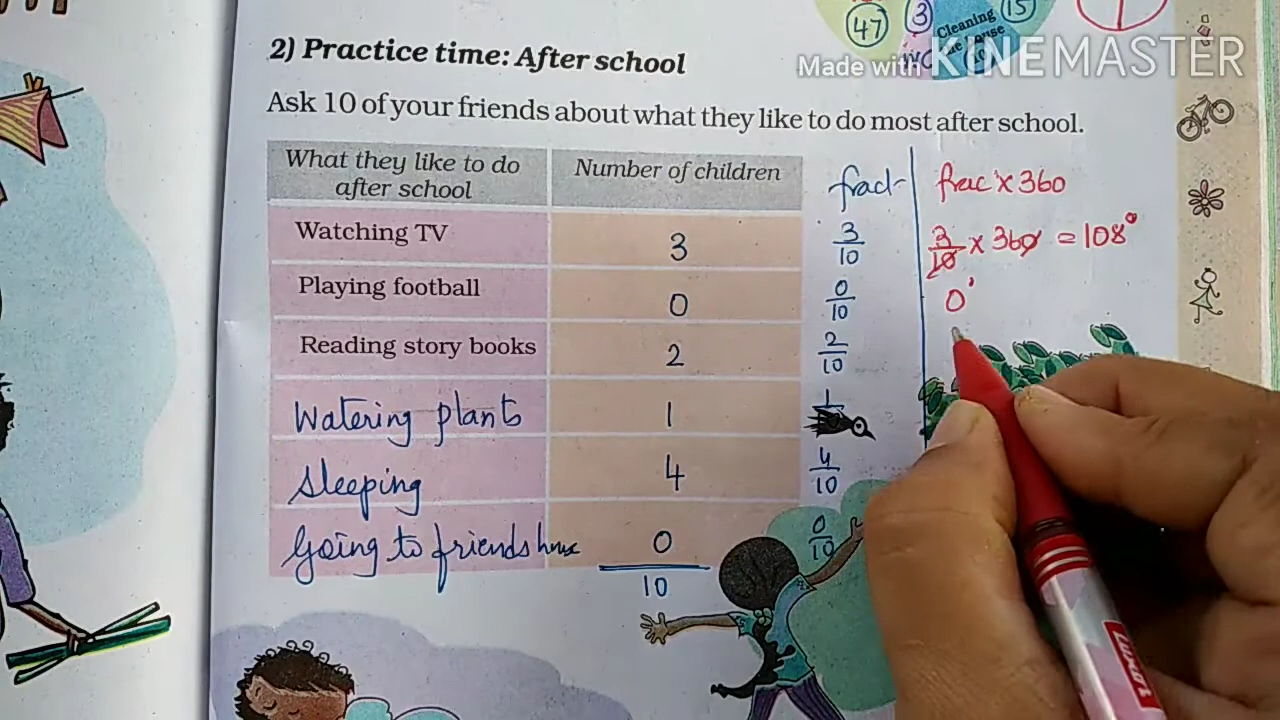 47
3
15
Cleaning
Made with KINEMASTER
2) Practice time: After school
Ask 10 of your friends about what they like to do most after school.
What they like to do after school Number of children fract- frac × 360
Watching TV 3 3/10 3/10 × 360 = 108°
Playing football 0 0/10 0°
Reading story books 2 2/10
Watering plants 1 1
Sleeping 4 4/10
Going to friends 0 0/10
10